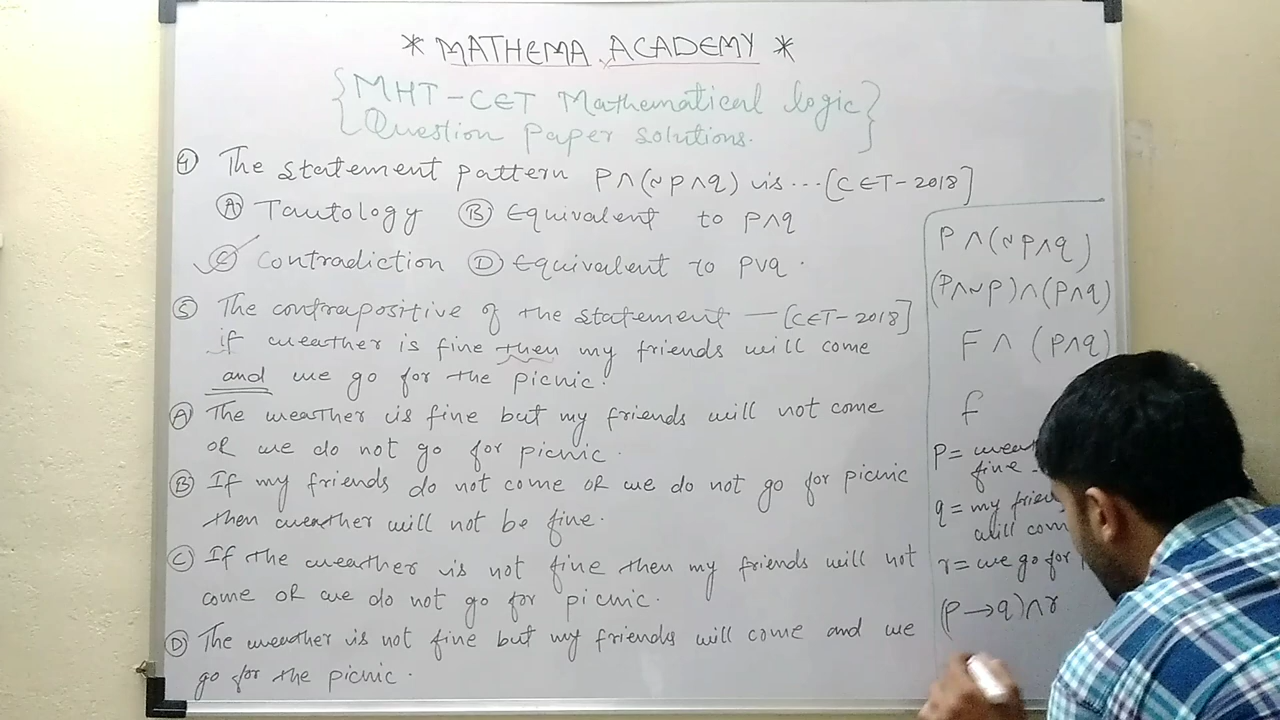 * MATHEMA ACADEMY *
{MHT-CET Mathematical logic
Question paper solutions.}
④ The statement pattern P∧(~P∧q) is ... [CET-2018]
Ⓐ Tautology Ⓑ Equivalent to P∧q
Ⓒ Contradiction Ⓓ Equivalent to P∨q.
⑤ The contrapositive of the statement — [CET-2018]
if weather is fine then my friends will come
and we go for the picnic.
Ⓐ The weather is fine but my friends will not come
OR we do not go for picnic.
Ⓑ If my friends do not come OR we do not go for picnic
then weather will not be fine.
Ⓒ If the weather is not fine then my friends will not
come OR we do not go for picnic.
Ⓓ The weather is not fine but my friends will come and we
go for the picnic.
P∧(~P∧q)
(P∧~P)∧(P∧q)
F∧(P∧q)
f
P=
fine
q= my
will
r= we go for
(P→q)∧r